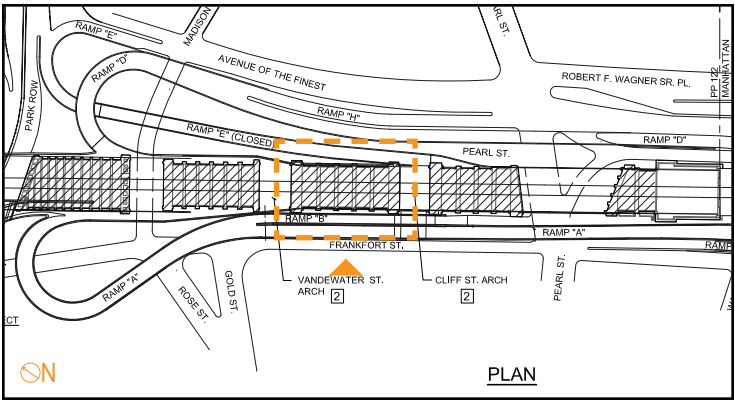 RAMP "E"
MADISON
PEARL ST.
RAMP "D"
AVENUE OF THE FINEST
ROBERT F. WAGNER SR. PL.
PP 122
MANHATTAN
PARK ROW
RAMP "H"
RAMP "E" (CLOSED)
PEARL ST.
RAMP "D"
RAMP "B"
RAMP "A"
FRANKFORT ST.
RAMP
RAMP "A"
ROSE ST.
GOLD ST.
VANDEWATER ST.
ARCH
2
CLIFF ST. ARCH
2
PEARL ST.
ECT
N
PLAN